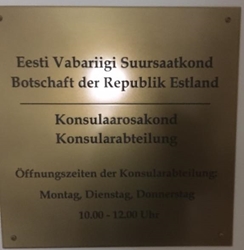 Eesti Vabariigi Suursaatkond
Botschaft der Republik Estland
Konsulaarosakond
Konsularabteilung
Öffnungszeiten der Konsularabteilung:
Montag, Dienstag, Donnerstag
10.00 - 12.00 Uhr